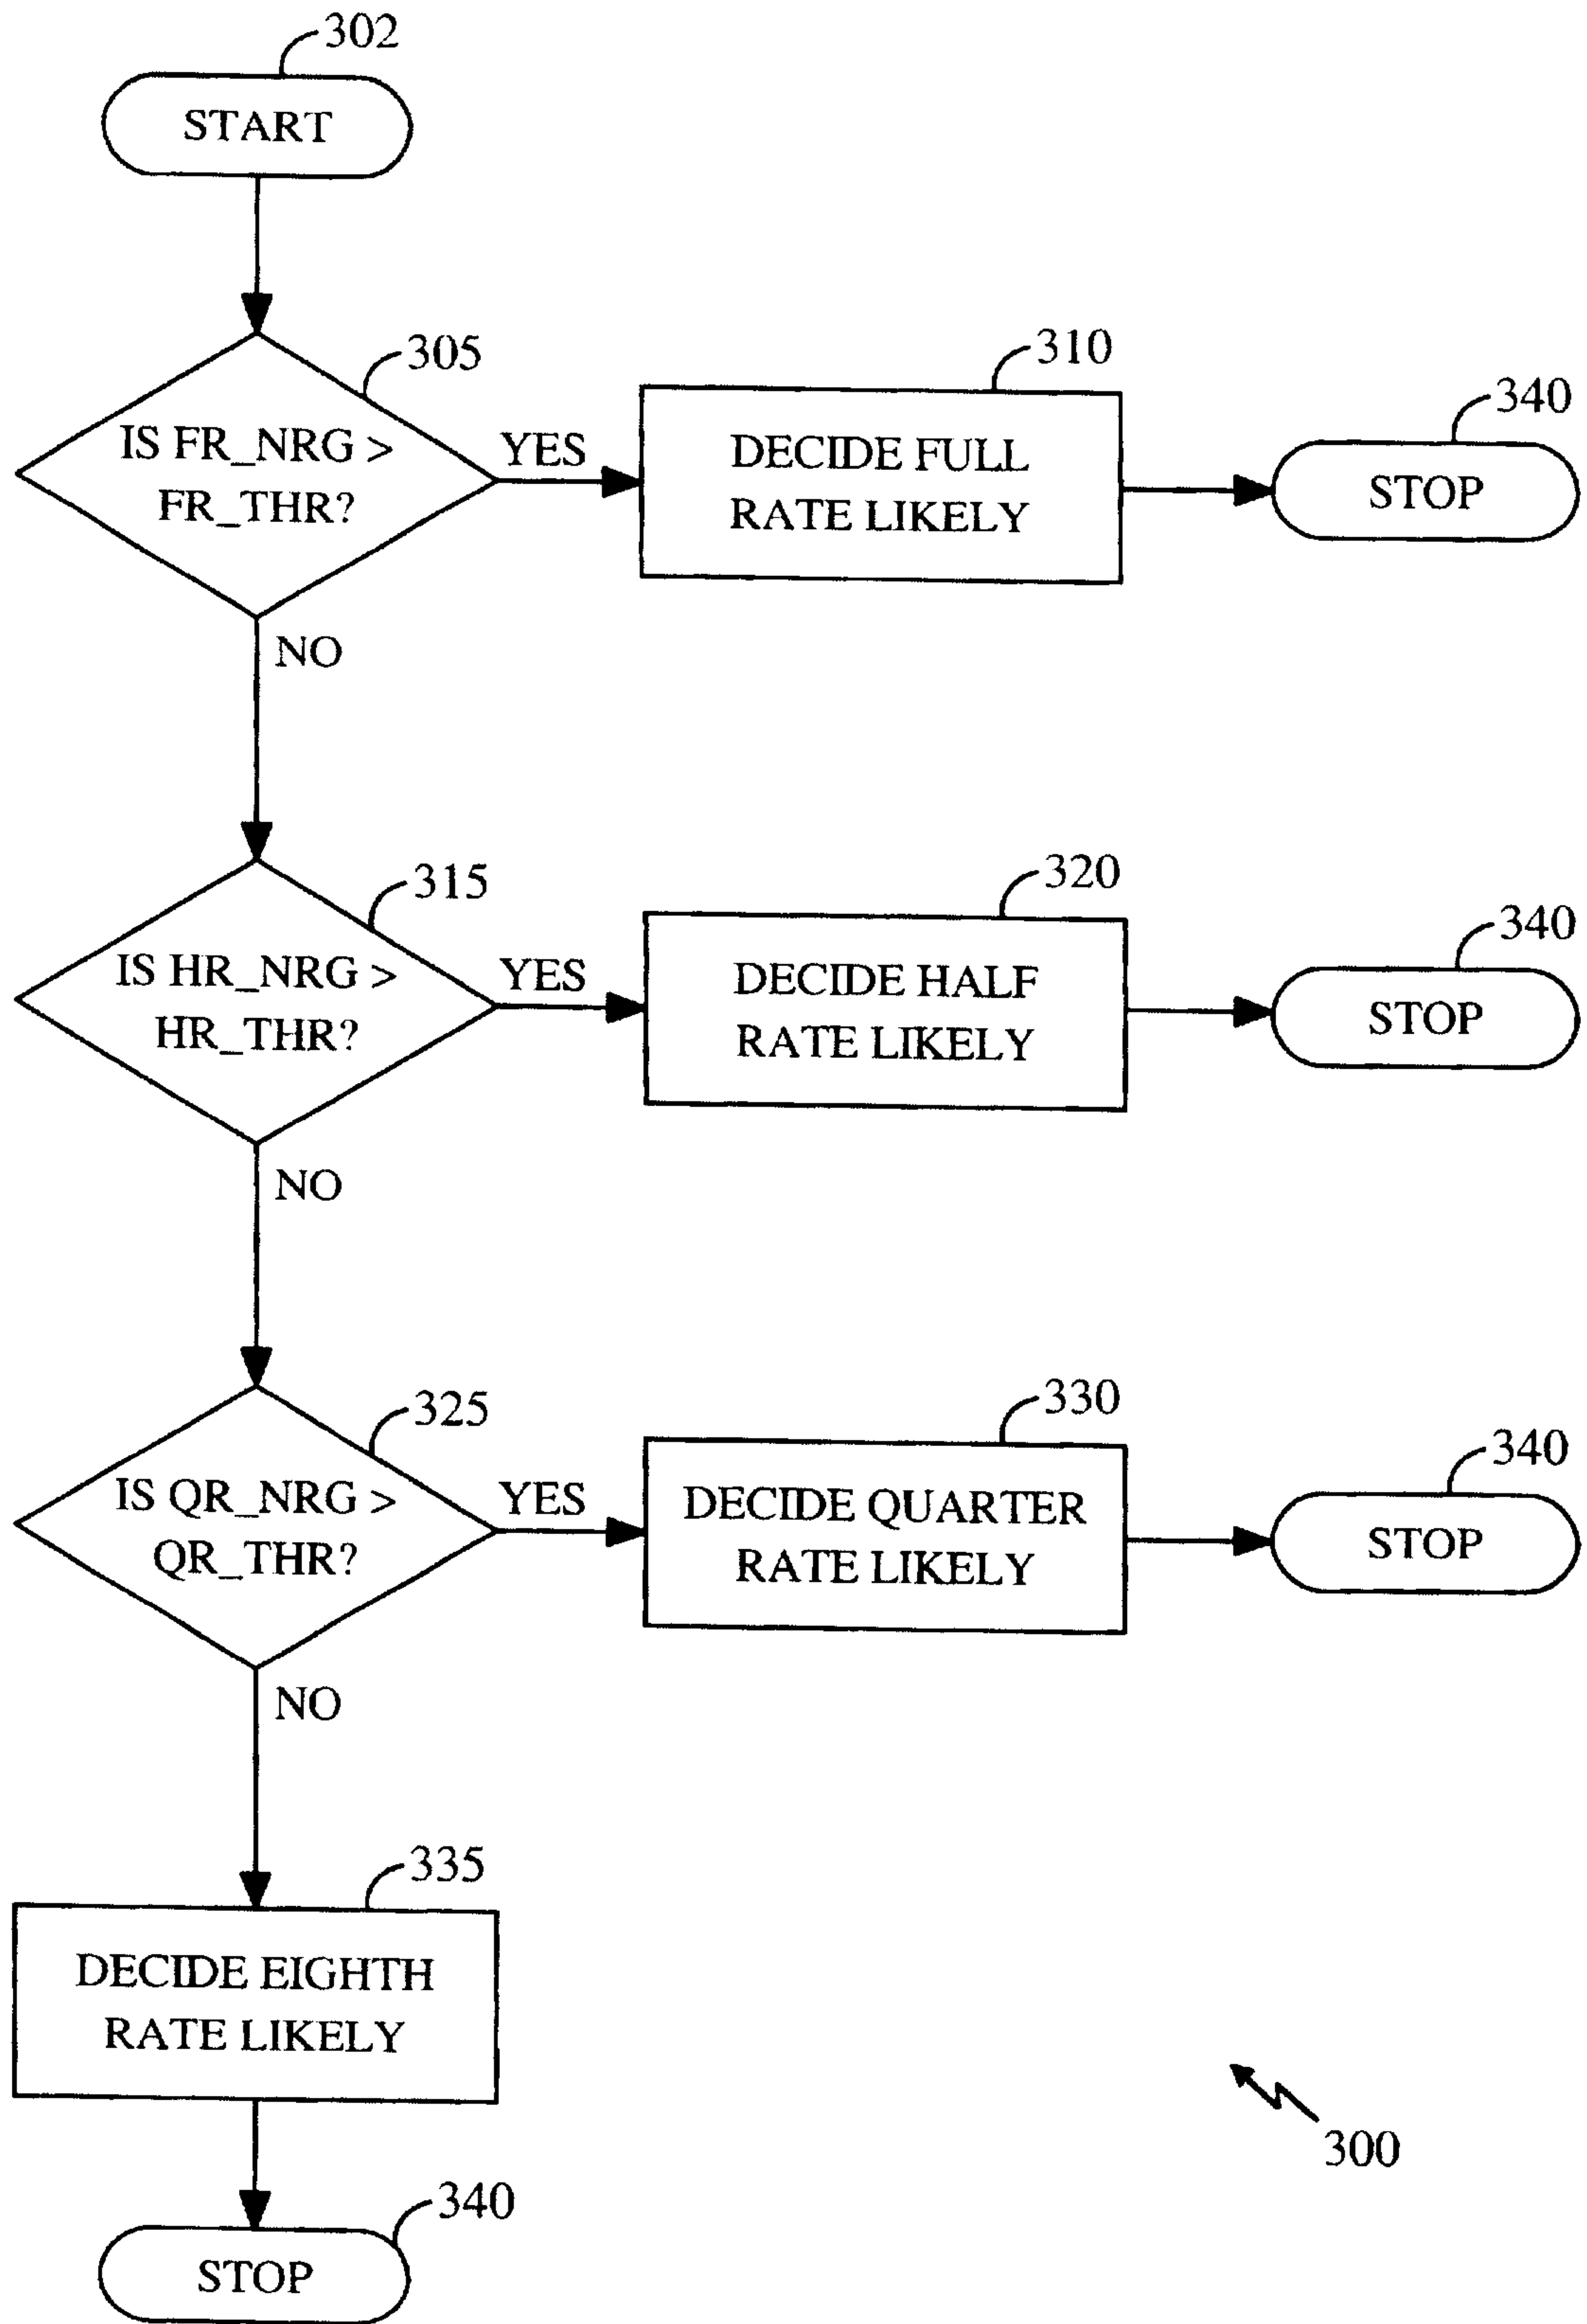 302
START
305
IS FR_NRG >
FR_THR?
YES
310
DECIDE FULL
RATE LIKELY
340
STOP
NO
315
IS HR_NRG >
HR_THR?
YES
320
DECIDE HALF
RATE LIKELY
340
STOP
NO
325
IS QR_NRG >
QR_THR?
YES
330
DECIDE QUARTER
RATE LIKELY
340
STOP
NO
335
DECIDE EIGHTH
RATE LIKELY
300
340
STOP